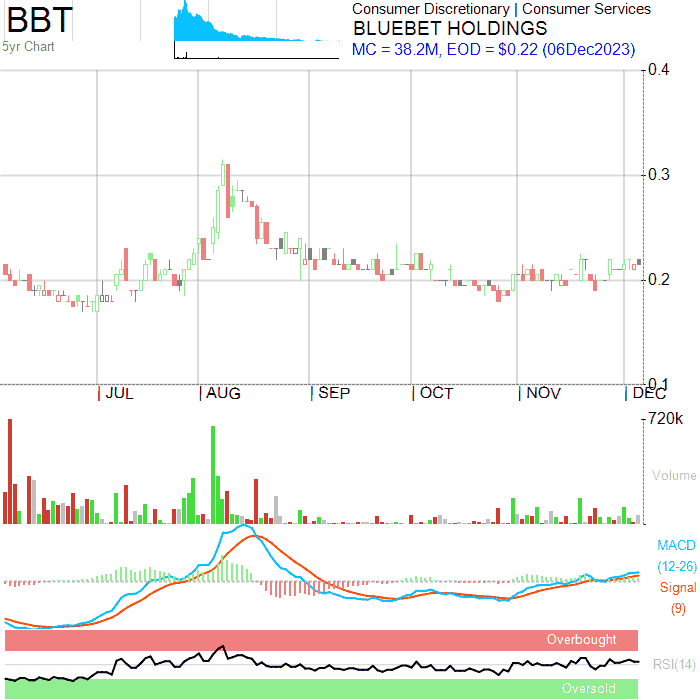 BBT
5yr Chart
Consumer Discretionary | Consumer Services
BLUEBET HOLDINGS
MC = 38.2M, EOD = $0.22 (06Dec2023)
0.4
0.3
0.2
0.1
JUL AUG SEP OCT NOV DEC
720k
Volume
MACD
(12-26)
Signal
(9)
Overbought
RSI(14)
Oversold